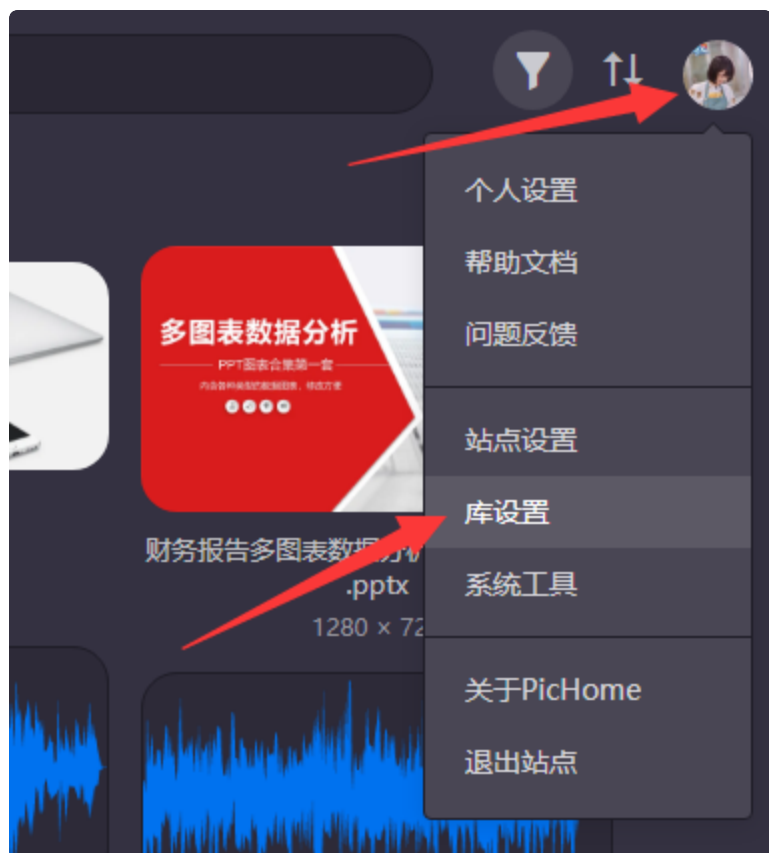 个人设置
帮助文档
问题反馈
多图表数据分析
PPT图表合集第一套
站点设置
库设置
财务报告多图表数据分析
.pptx
系统工具
1280 × 72
关于PicHome
退出站点